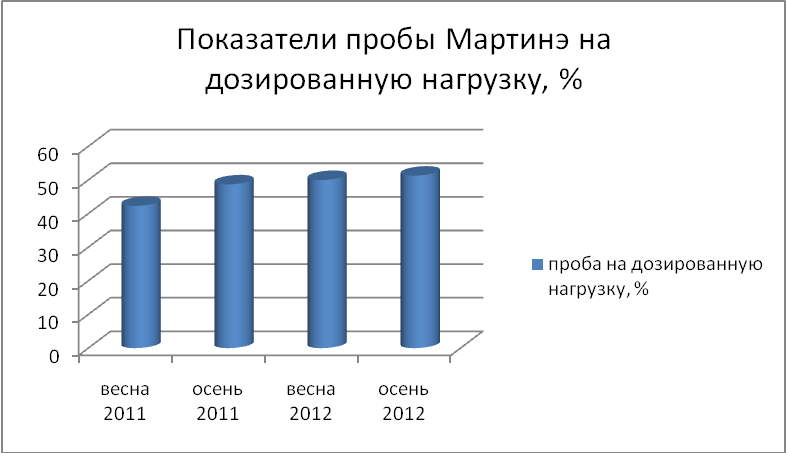 Показатели пробы Мартинэ на
дозированную нагрузку, %
60
50
40
30
20
10
0
весна
2011
осень
2011
весна
2012
осень
2012
проба на дозированную
нагрузку, %